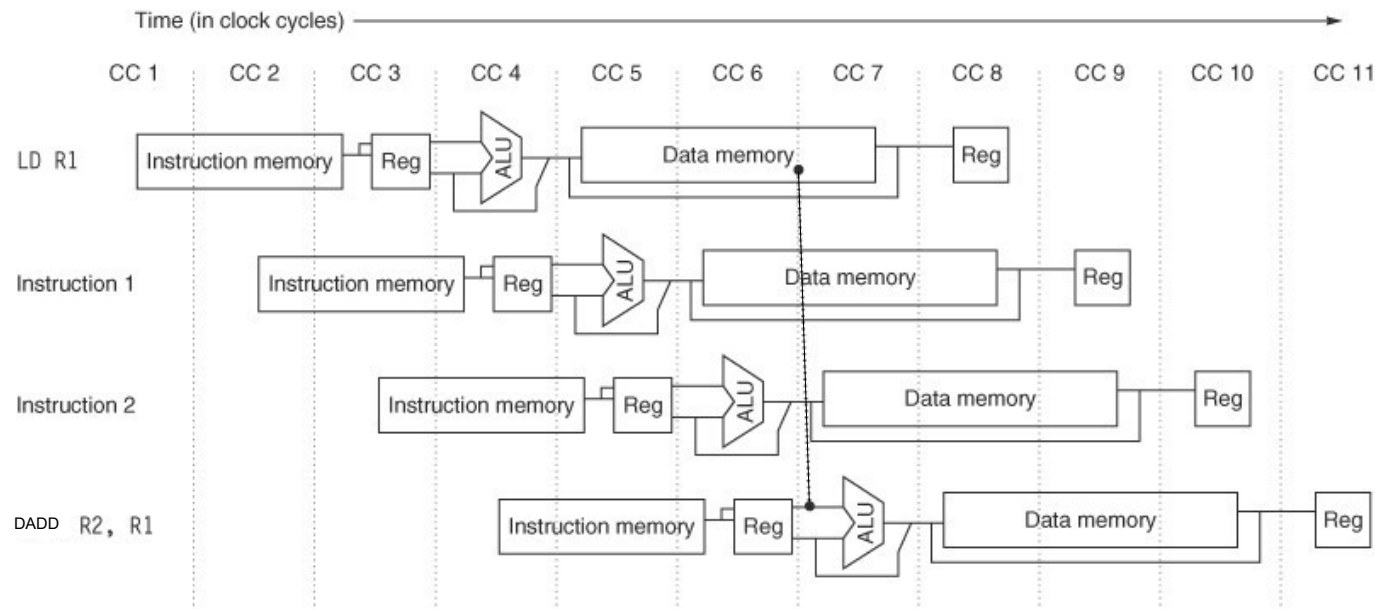 Time (in clock cycles)
CC 1 CC 2 CC 3 CC 4 CC 5 CC 6 CC 7 CC 8 CC 9 CC 10 CC 11
LD R1 Instruction memory Reg ALU Data memory Reg
Instruction 1 Instruction memory Reg ALU Data memory Reg
Instruction 2 Instruction memory Reg ALU Data memory Reg
DADD R2, R1 Instruction memory Reg ALU Data memory Reg